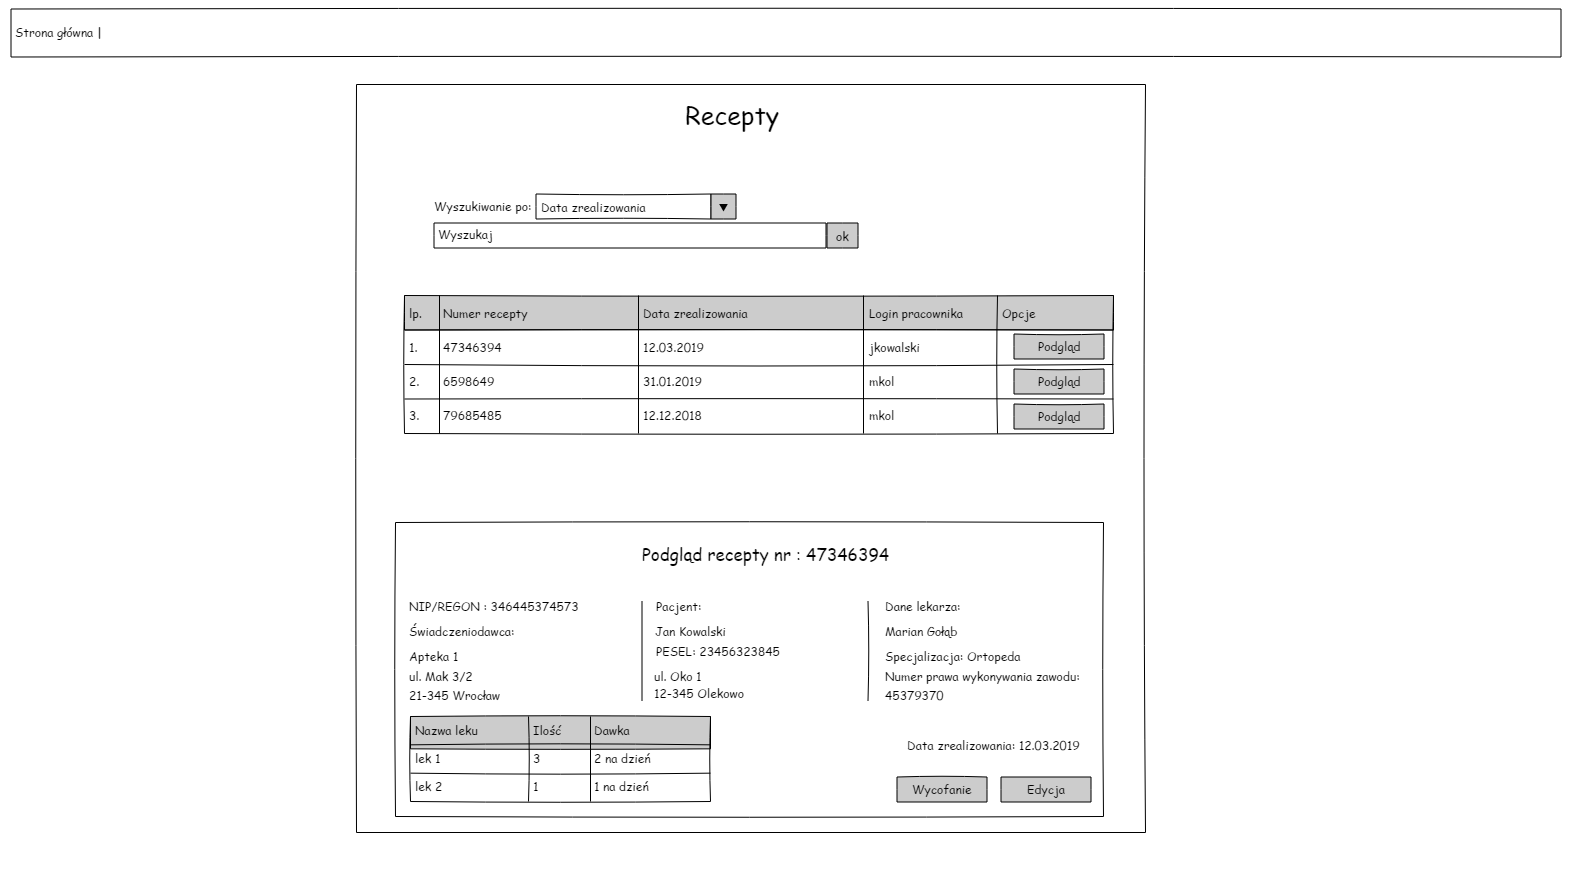 Strona główna |
Recepty
Wyszukiwanie po: Data zrealizowania ▼
Wyszukaj ok
lp. Numer recepty Data zrealizowania Login pracownika Opcje
1. 47346394 12.03.2019 jkowalski Podgląd
2. 6598649 31.01.2019 mkol Podgląd
3. 79685485 12.12.2018 mkol Podgląd
Podgląd recepty nr : 47346394
NIP/REGON : 346445374573
Świadczeniodawca:
Apteka 1
ul. Mak 3/2
21-345 Wrocław
Pacjent:
Jan Kowalski
PESEL: 23456323845
ul. Oko 1
12-345 Olekowo
Dane lekarza:
Marian Gołąb
Specjalizacja: Ortopeda
Numer prawa wykonywania zawodu:
45379370
Nazwa leku Ilość Dawka
lek 1 3 2 na dzień
lek 2 1 1 na dzień
Data zrealizowania: 12.03.2019
Wycofanie Edycja